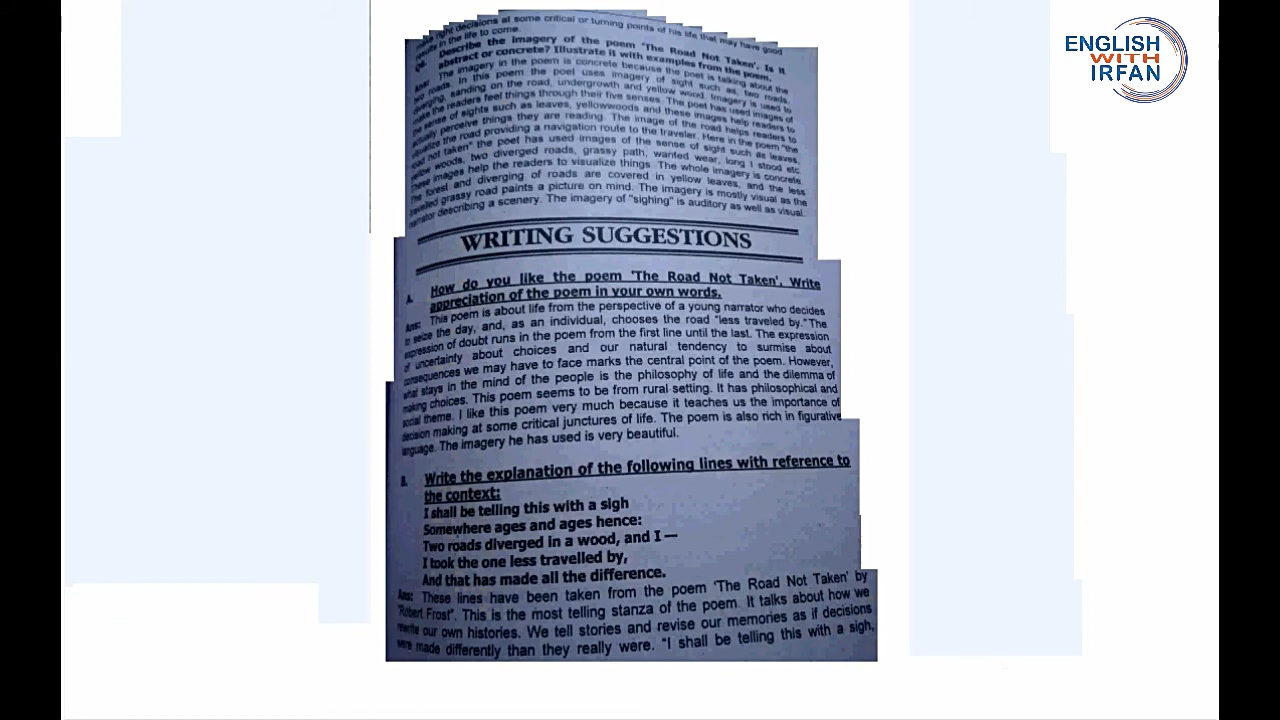 make right decisions at some critical or turning points of his life that may have good
results in the life to come.
Q6. Describe the imagery of the poem 'The Road Not Taken'. Is it
abstract or concrete? Illustrate it with examples from the poem.
Ans: The imagery in the poem is concrete because the poet is talking about the
two roads. In this poem the poet uses imagery of sight such as, two roads,
diverging, sanding on the road, undergrowth and yellow wood. Imagery is used to
make the readers feel things through their five senses. The poet has used images of
the sense of sights such as leaves, yellowwoods and these images help readers to
actually perceive things they are reading. The image of the road helps readers to
visualize the road providing a navigation route to the traveler. Here in the poem "the
road not taken" the poet has used images of the sense of sight such as leaves,
yellow woods, two diverged roads, grassy path, wanted wear, long I stood etc.
These images help the readers to visualize things. The whole imagery is concrete.
The forest and diverging of roads are covered in yellow leaves, and the less
travelled grassy road paints a picture on mind. The imagery is mostly visual as the
narrator describing a scenery. The imagery of "sighing" is auditory as well as visual.
WRITING SUGGESTIONS
A. How do you like the poem 'The Road Not Taken'. Write
appreciation of the poem in your own words.
Ans: This poem is about life from the perspective of a young narrator who decides
to seize the day, and, as an individual, chooses the road "less traveled by." The
expression of doubt runs in the poem from the first line until the last. The expression
of uncertainty about choices and our natural tendency to surmise about
consequences we may have to face marks the central point of the poem. However,
what stays in the mind of the people is the philosophy of life and the dilemma of
making choices. This poem seems to be from rural setting. It has philosophical and
social theme. I like this poem very much because it teaches us the importance of
decision making at some critical junctures of life. The poem is also rich in figurative
language. The imagery he has used is very beautiful.
B. Write the explanation of the following lines with reference to
the context:
I shall be telling this with a sigh
Somewhere ages and ages hence:
Two roads diverged in a wood, and I —
I took the one less travelled by,
And that has made all the difference.
Ans: These lines have been taken from the poem 'The Road Not Taken' by
"Robert Frost". This is the most telling stanza of the poem. It talks about how we
rewrite our own histories. We tell stories and revise our memories as if decisions
were made differently than they really were. "I shall be telling this with a sigh,
ENGLISH
WITH
IRFAN